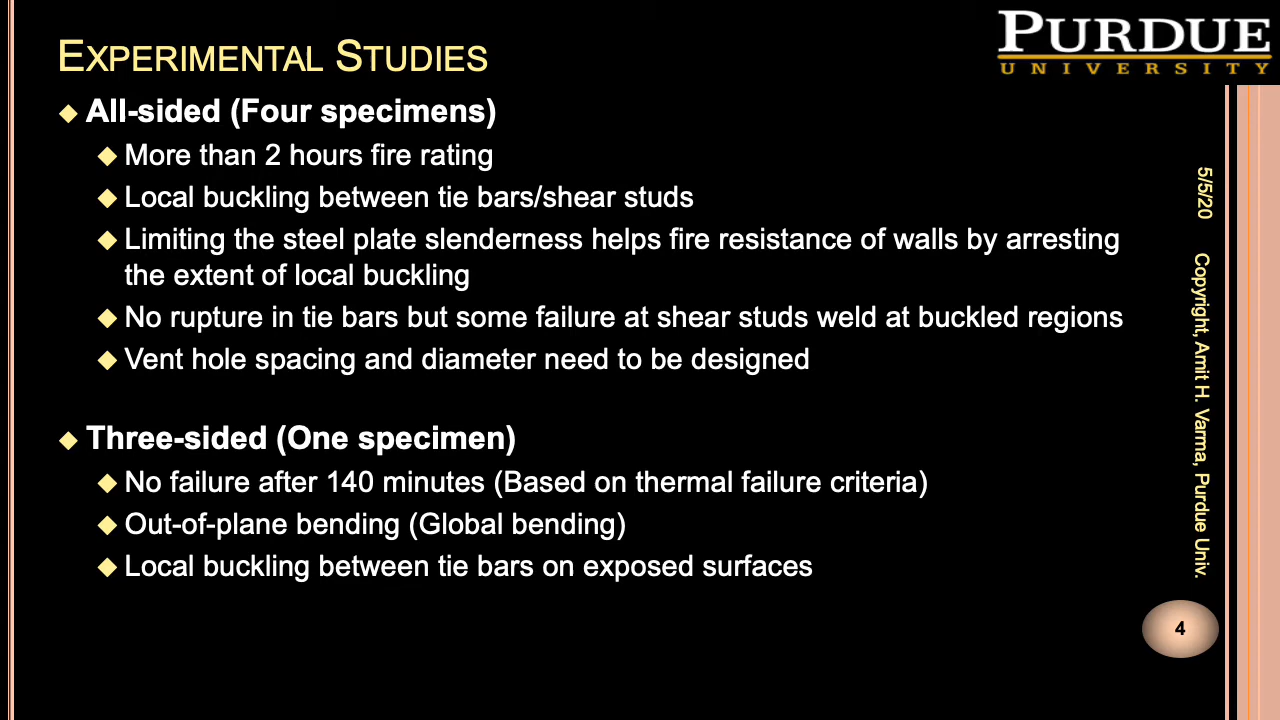 PURDUE
UNIVERSITY
EXPERIMENTAL STUDIES
All-sided (Four specimens)
More than 2 hours fire rating
Local buckling between tie bars/shear studs
Limiting the steel plate slenderness helps fire resistance of walls by arresting
the extent of local buckling
No rupture in tie bars but some failure at shear studs weld at buckled regions
Vent hole spacing and diameter need to be designed
Three-sided (One specimen)
No failure after 140 minutes (Based on thermal failure criteria)
Out-of-plane bending (Global bending)
Local buckling between tie bars on exposed surfaces
5/5/20 Copyright, Amit H. Varma, Purdue Univ.
4